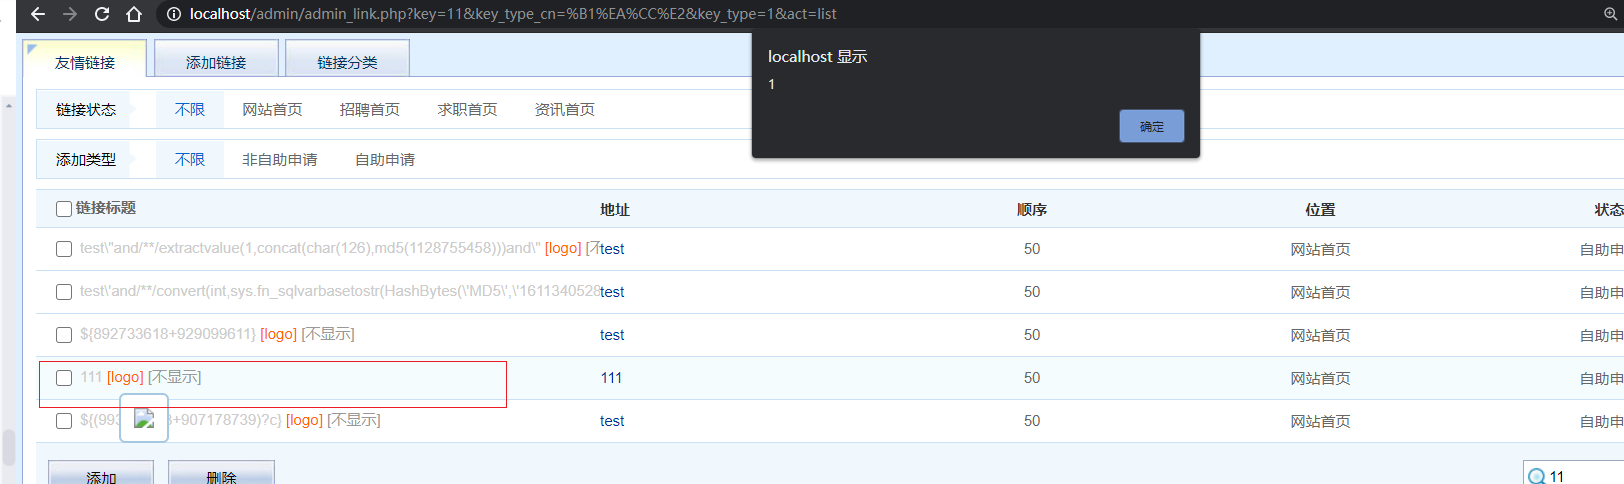 localhost/admin/admin_link.php?key=11&key_type_cn=%B1%EA%CC%E2&key_type=1&act=list
localhost 显示
1
确定
友情链接 添加链接 链接分类
链接状态 不限 网站首页 招聘首页 求职首页 资讯首页
添加类型 不限 非自助申请 自助申请
链接标题 地址 顺序 位置 状态
test\"and/**/extractvalue(1,concat(char(126),md5(1128755458)))and\" [logo] [不 test 50 网站首页 自助申
test\'and/**/convert(int,sys.fn_sqlvarbasetostr(HashBytes(\'MD5\',\'1611340528 test 50 网站首页 自助申
${892733618+929099611} [logo] [不显示] test 50 网站首页 自助申
111 [logo] [不显示] 111 50 网站首页 自助申
${(993 +907178739)?c} [logo] [不显示] test 50 网站首页 自助申
添加 删除 11